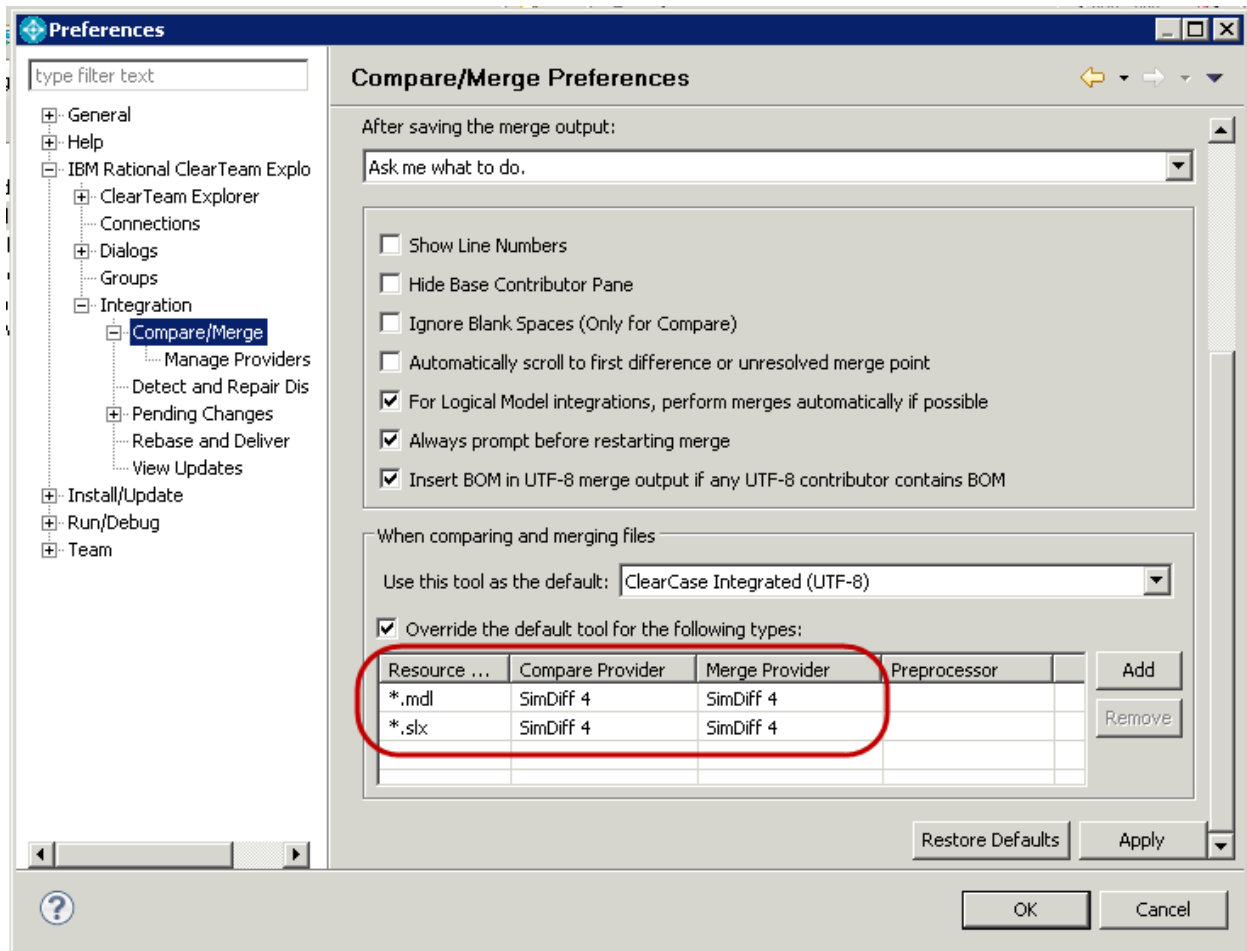 Preferences
type filter text
General
Help
IBM Rational ClearTeam Explo
ClearTeam Explorer
Connections
Dialogs
Groups
Integration
Compare/Merge
Manage Providers
Detect and Repair Dis
Pending Changes
Rebase and Deliver
View Updates
Install/Update
Run/Debug
Team
Compare/Merge Preferences
After saving the merge output:
Ask me what to do.
Show Line Numbers
Hide Base Contributor Pane
Ignore Blank Spaces (Only for Compare)
Automatically scroll to first difference or unresolved merge point
For Logical Model integrations, perform merges automatically if possible
Always prompt before restarting merge
Insert BOM in UTF-8 merge output if any UTF-8 contributor contains BOM
When comparing and merging files
Use this tool as the default: ClearCase Integrated (UTF-8)
Override the default tool for the following types:
Resource ... Compare Provider Merge Provider Preprocessor
*.mdl SimDiff 4 SimDiff 4
*.slx SimDiff 4 SimDiff 4
Add
Remove
Restore Defaults Apply
? OK Cancel